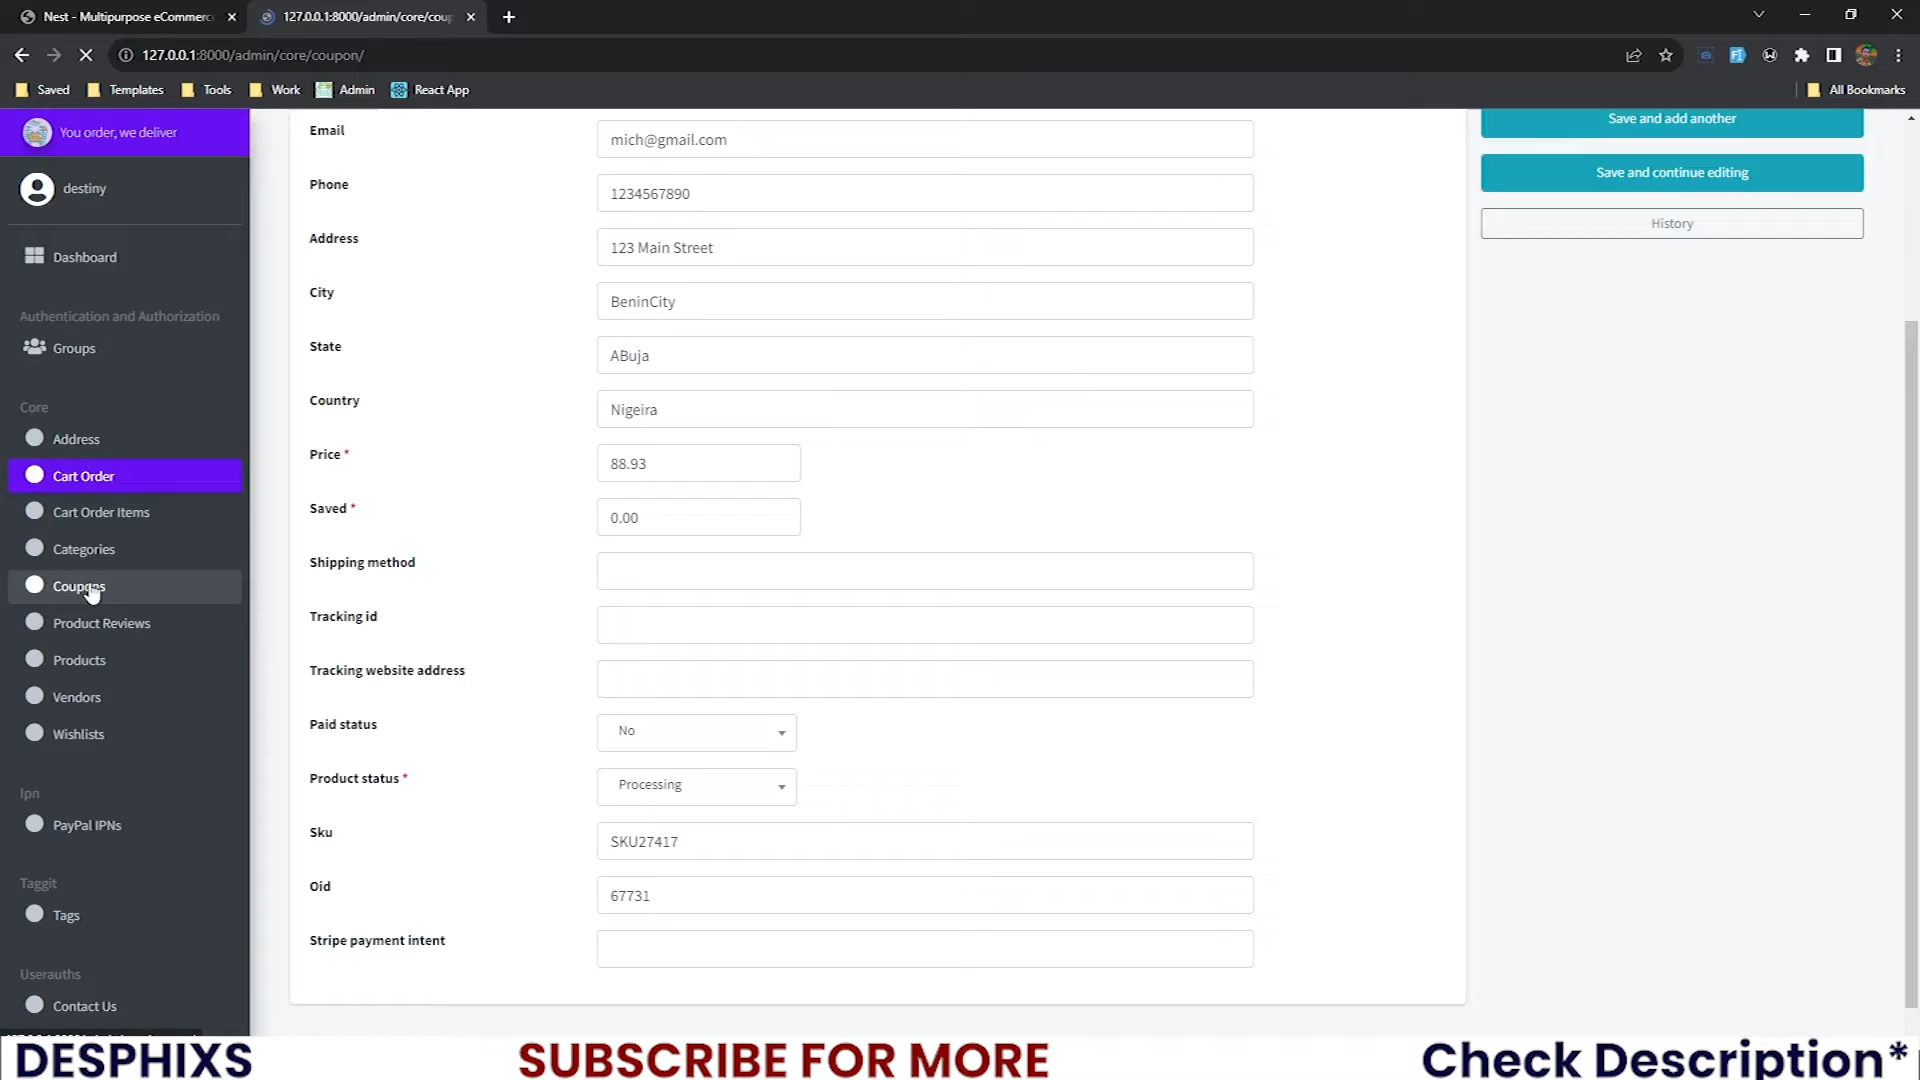 Nest - Multipurpose eCommerc
127.0.0.1:8000/admin/core/coup
127.0.0.1:8000/admin/core/coupon/
Saved
Templates
Tools
Work
Admin
React App
All Bookmarks
You order, we deliver
destiny
Dashboard
Authentication and Authorization
Groups
Core
Address
Cart Order
Cart Order Items
Categories
Coupons
Product Reviews
Products
Vendors
Wishlists
Ipn
PayPal IPNs
Taggit
Tags
Userauths
Contact Us
Email
mich@gmail.com
Phone
1234567890
Address
123 Main Street
City
BeninCity
State
ABuja
Country
Nigeira
Price *
88.93
Saved *
0.00
Shipping method
Tracking id
Tracking website address
Paid status
No
Product status *
Processing
Sku
SKU27417
Oid
67731
Stripe payment intent
Save and add another
Save and continue editing
History
DESPHIXS
SUBSCRIBE FOR MORE
Check Description*